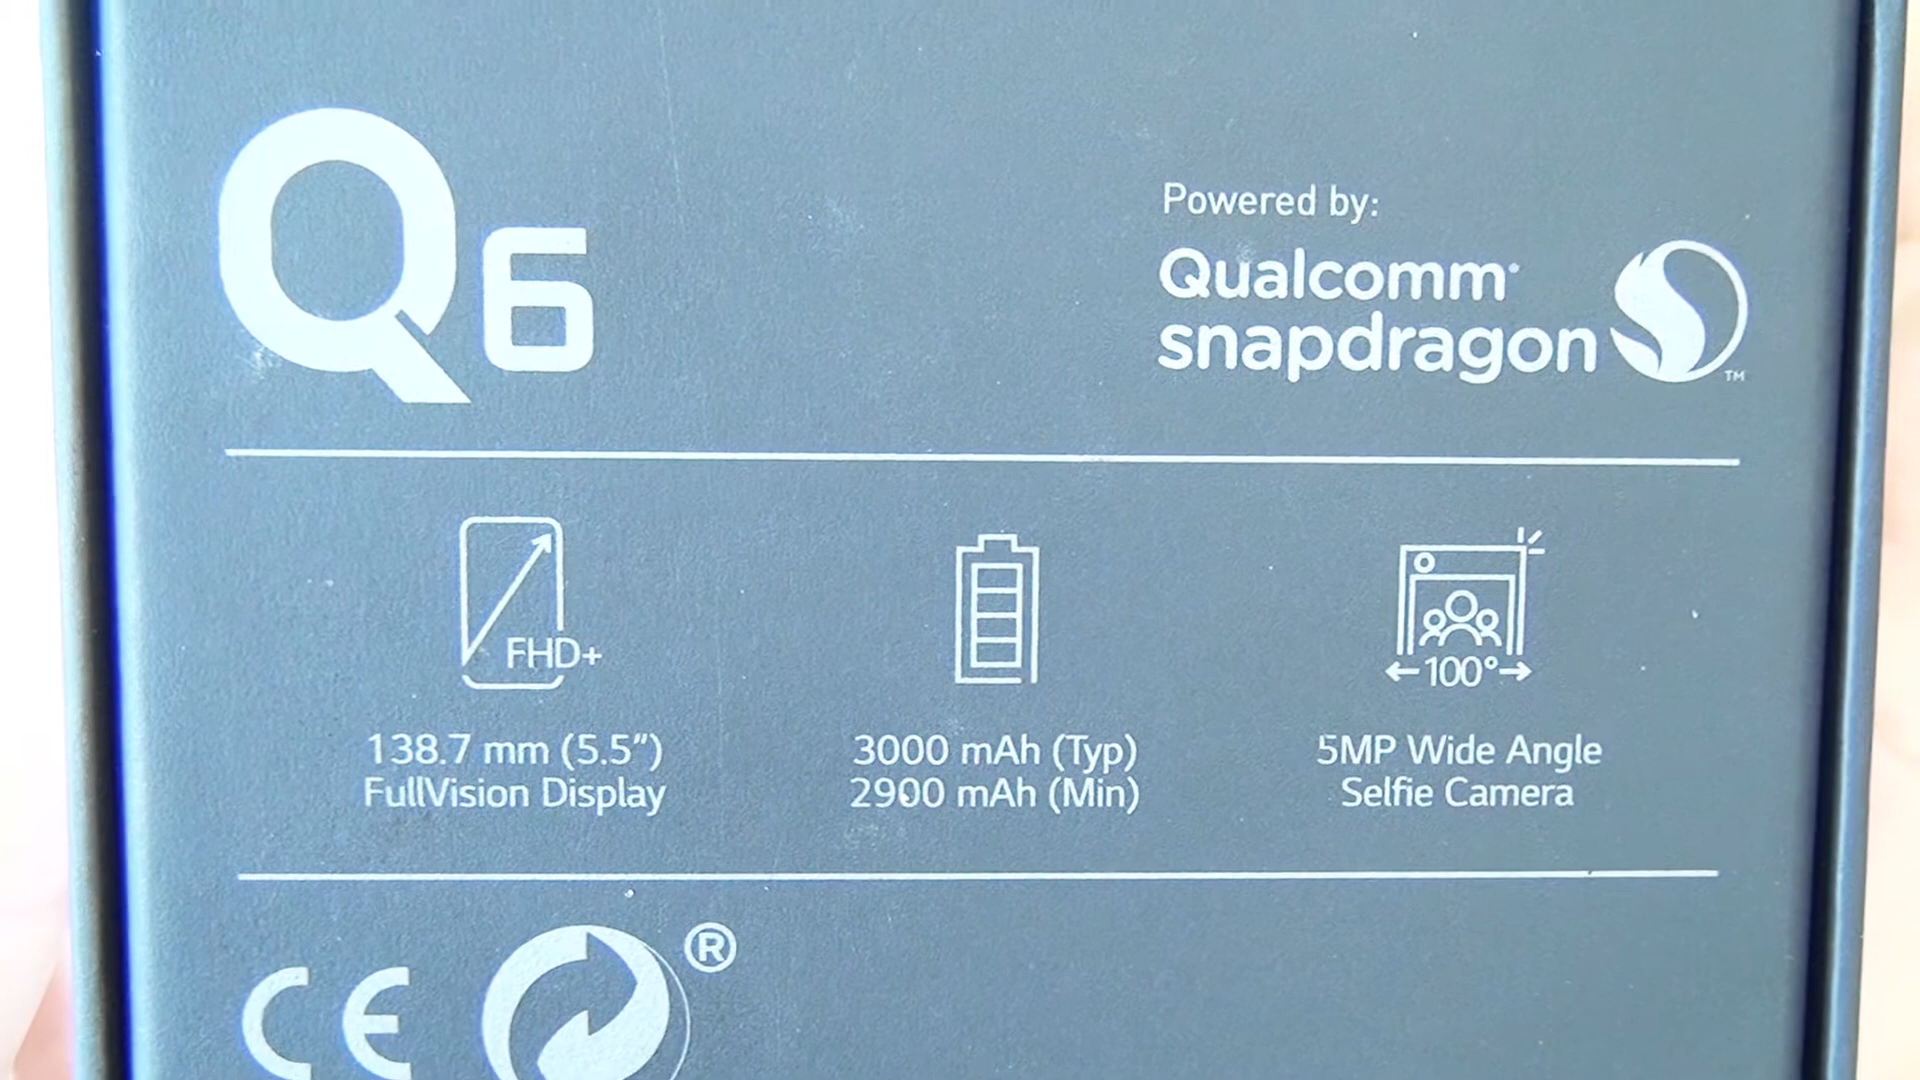 Q6
Powered by:
Qualcomm
snapdragon
TM
FHD+
138.7 mm (5.5”)
FullVision Display
3000 mAh (Typ)
2900 mAh (Min)
100°
5MP Wide Angle
Selfie Camera
CE
®